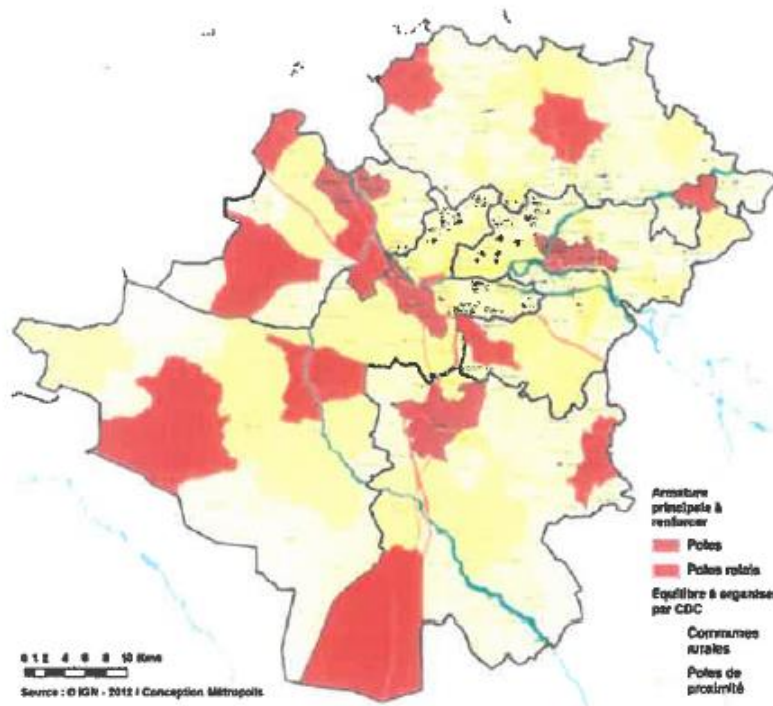 Armature
principale à
renforcer
Poles
Poles relais
Equilibre à organise
par CDC
Communes
rurales
Poles de
proximité
0 1 2 4 6 8 10 Kms
Source : © IGN - 2012 / Conception Métropolis